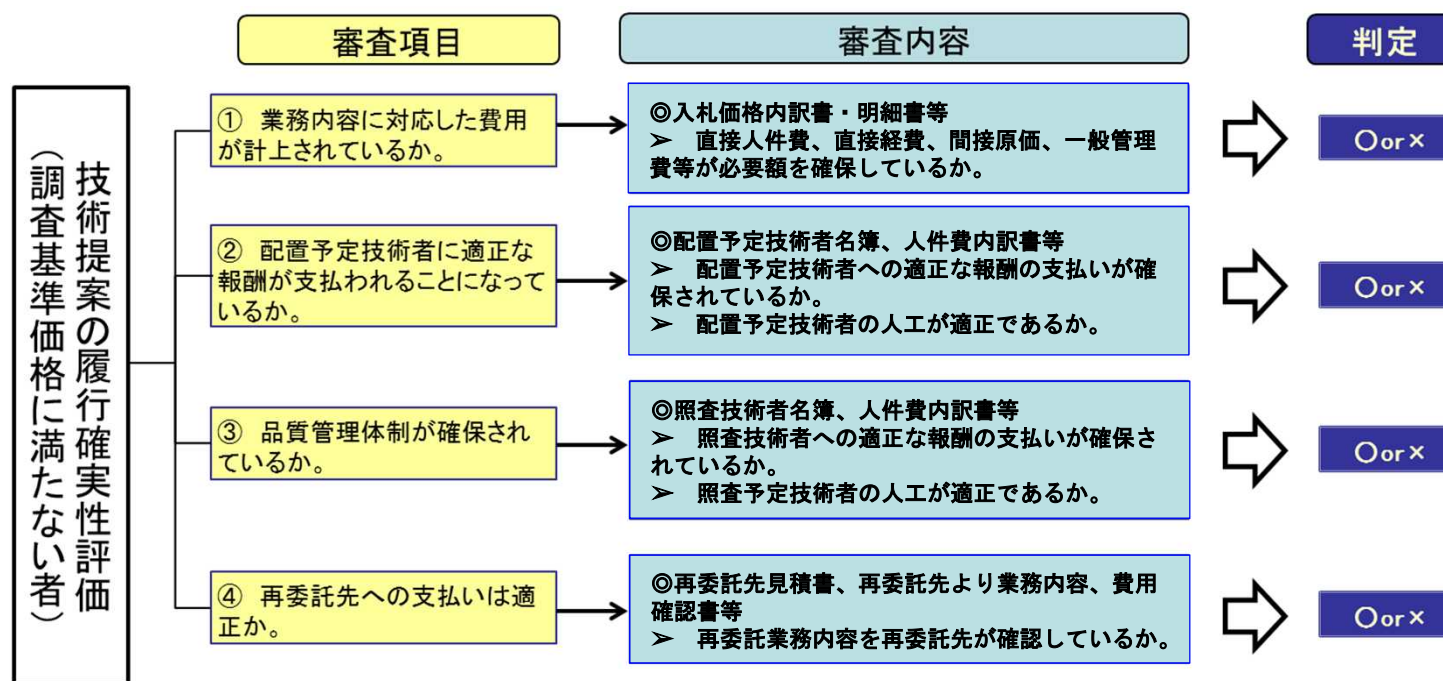 審査項目
審査内容
判定
技術提案の履行確実性評価
（調査基準価格に満たない者）
① 業務内容に対応した費用
が計上されているか。
◎入札価格内訳書・明細書等
➢ 直接人件費、直接経費、間接原価、一般管理
費等が必要額を確保しているか。
○or×
② 配置予定技術者に適正な
報酬が支払われることになって
いるか。
◎配置予定技術者名簿、人件費内訳書等
➢ 配置予定技術者への適正な報酬の支払いが確
保されているか。
➢ 配置予定技術者の人工が適正であるか。
○or×
③ 品質管理体制が確保され
ているか。
◎照査技術者名簿、人件費内訳書等
➢ 照査技術者への適正な報酬の支払いが確保さ
れているか。
➢ 照査予定技術者の人工が適正であるか。
○or×
④ 再委託先への支払いは適
正か。
◎再委託先見積書、再委託先より業務内容、費用
確認書等
➢ 再委託業務内容を再委託先が確認しているか。
○or×